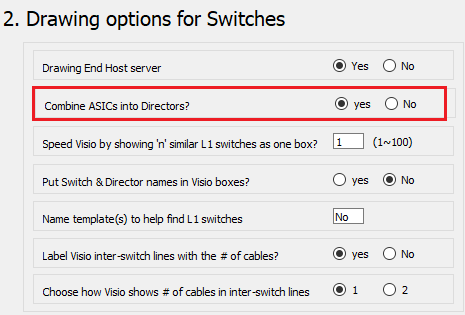 2. Drawing options for Switches
Drawing End Host server Yes No
Combine ASICs into Directors? yes No
Speed Visio by showing 'n' similar L1 switches as one box? 1 (1~100)
Put Switch & Director names in Visio boxes? yes No
Name template(s) to help find L1 switches No
Label Visio inter-switch lines with the # of cables? yes No
Choose how Visio shows # of cables in inter-switch lines 1 2